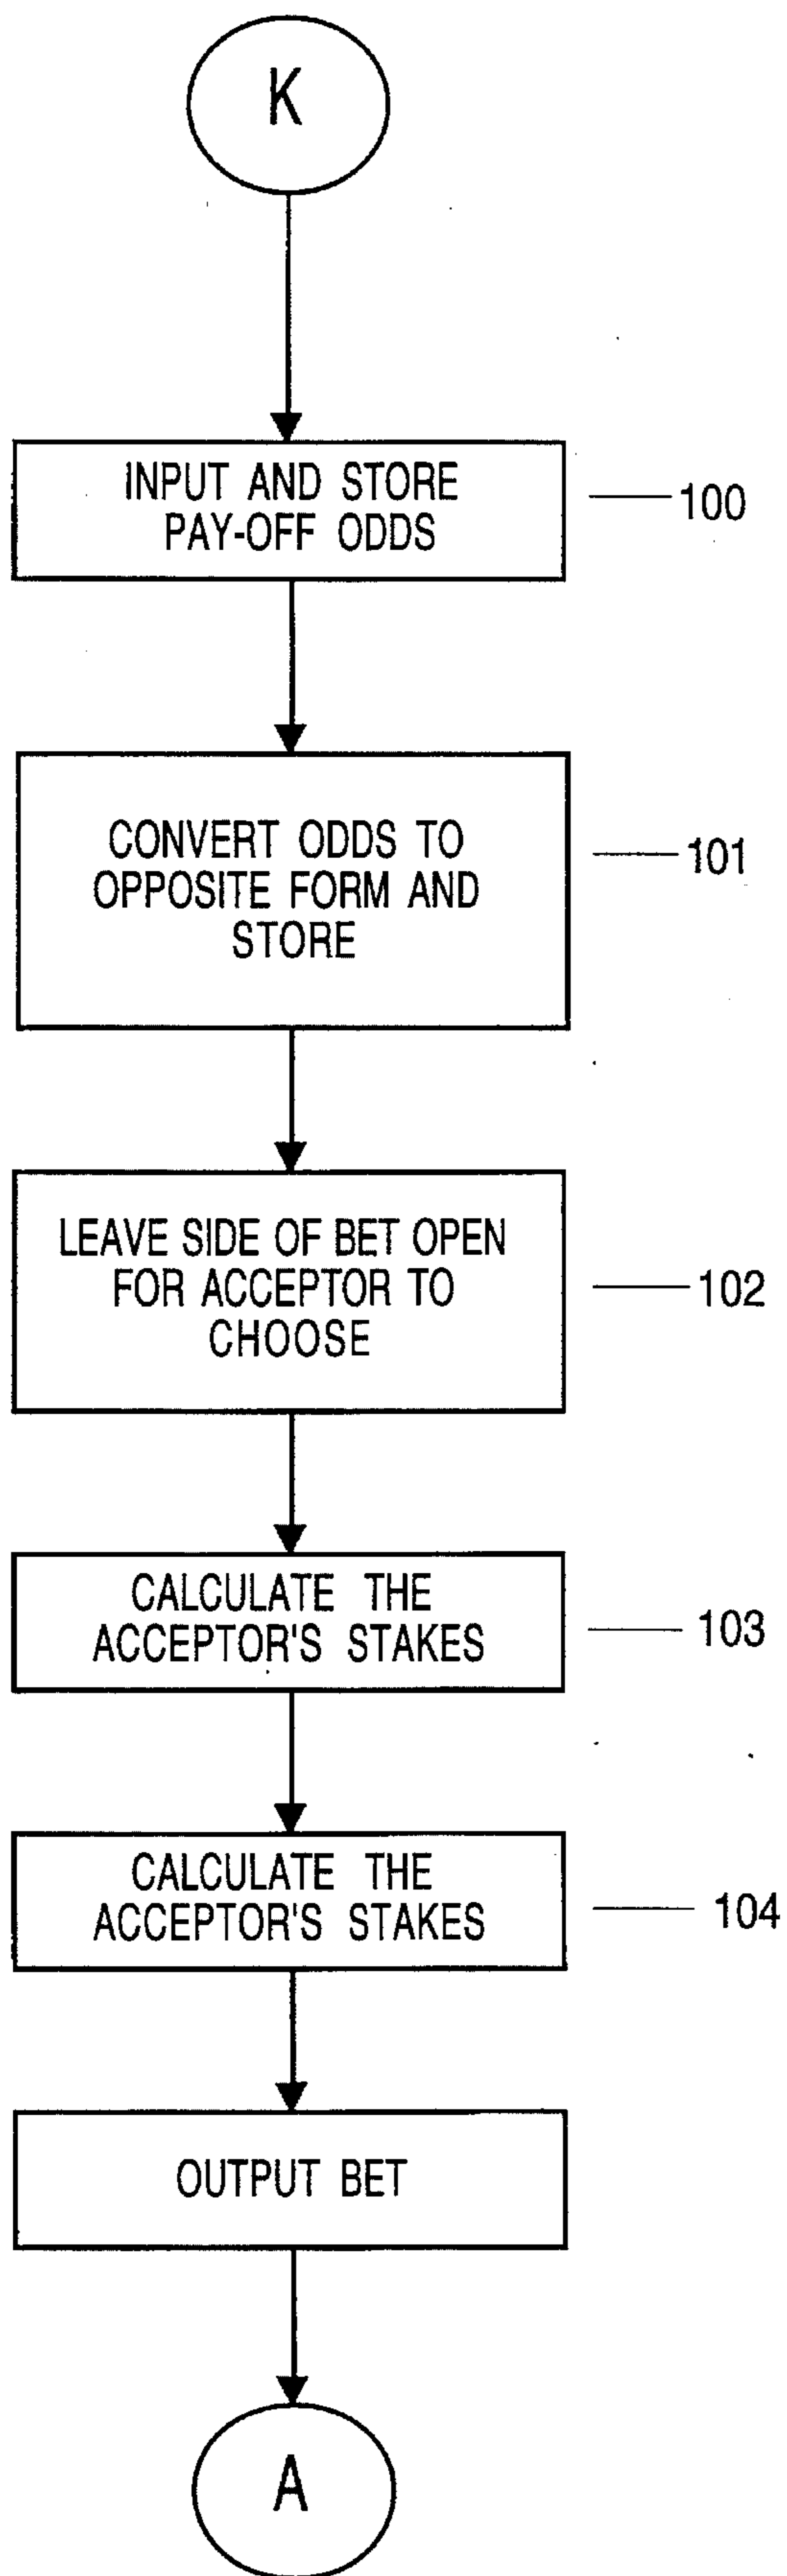 K
INPUT AND STORE
PAY-OFF ODDS
100
CONVERT ODDS TO
OPPOSITE FORM AND
STORE
101
LEAVE SIDE OF BET OPEN
FOR ACCEPTOR TO
CHOOSE
102
CALCULATE THE
ACCEPTOR'S STAKES
103
CALCULATE THE
ACCEPTOR'S STAKES
104
OUTPUT BET
A